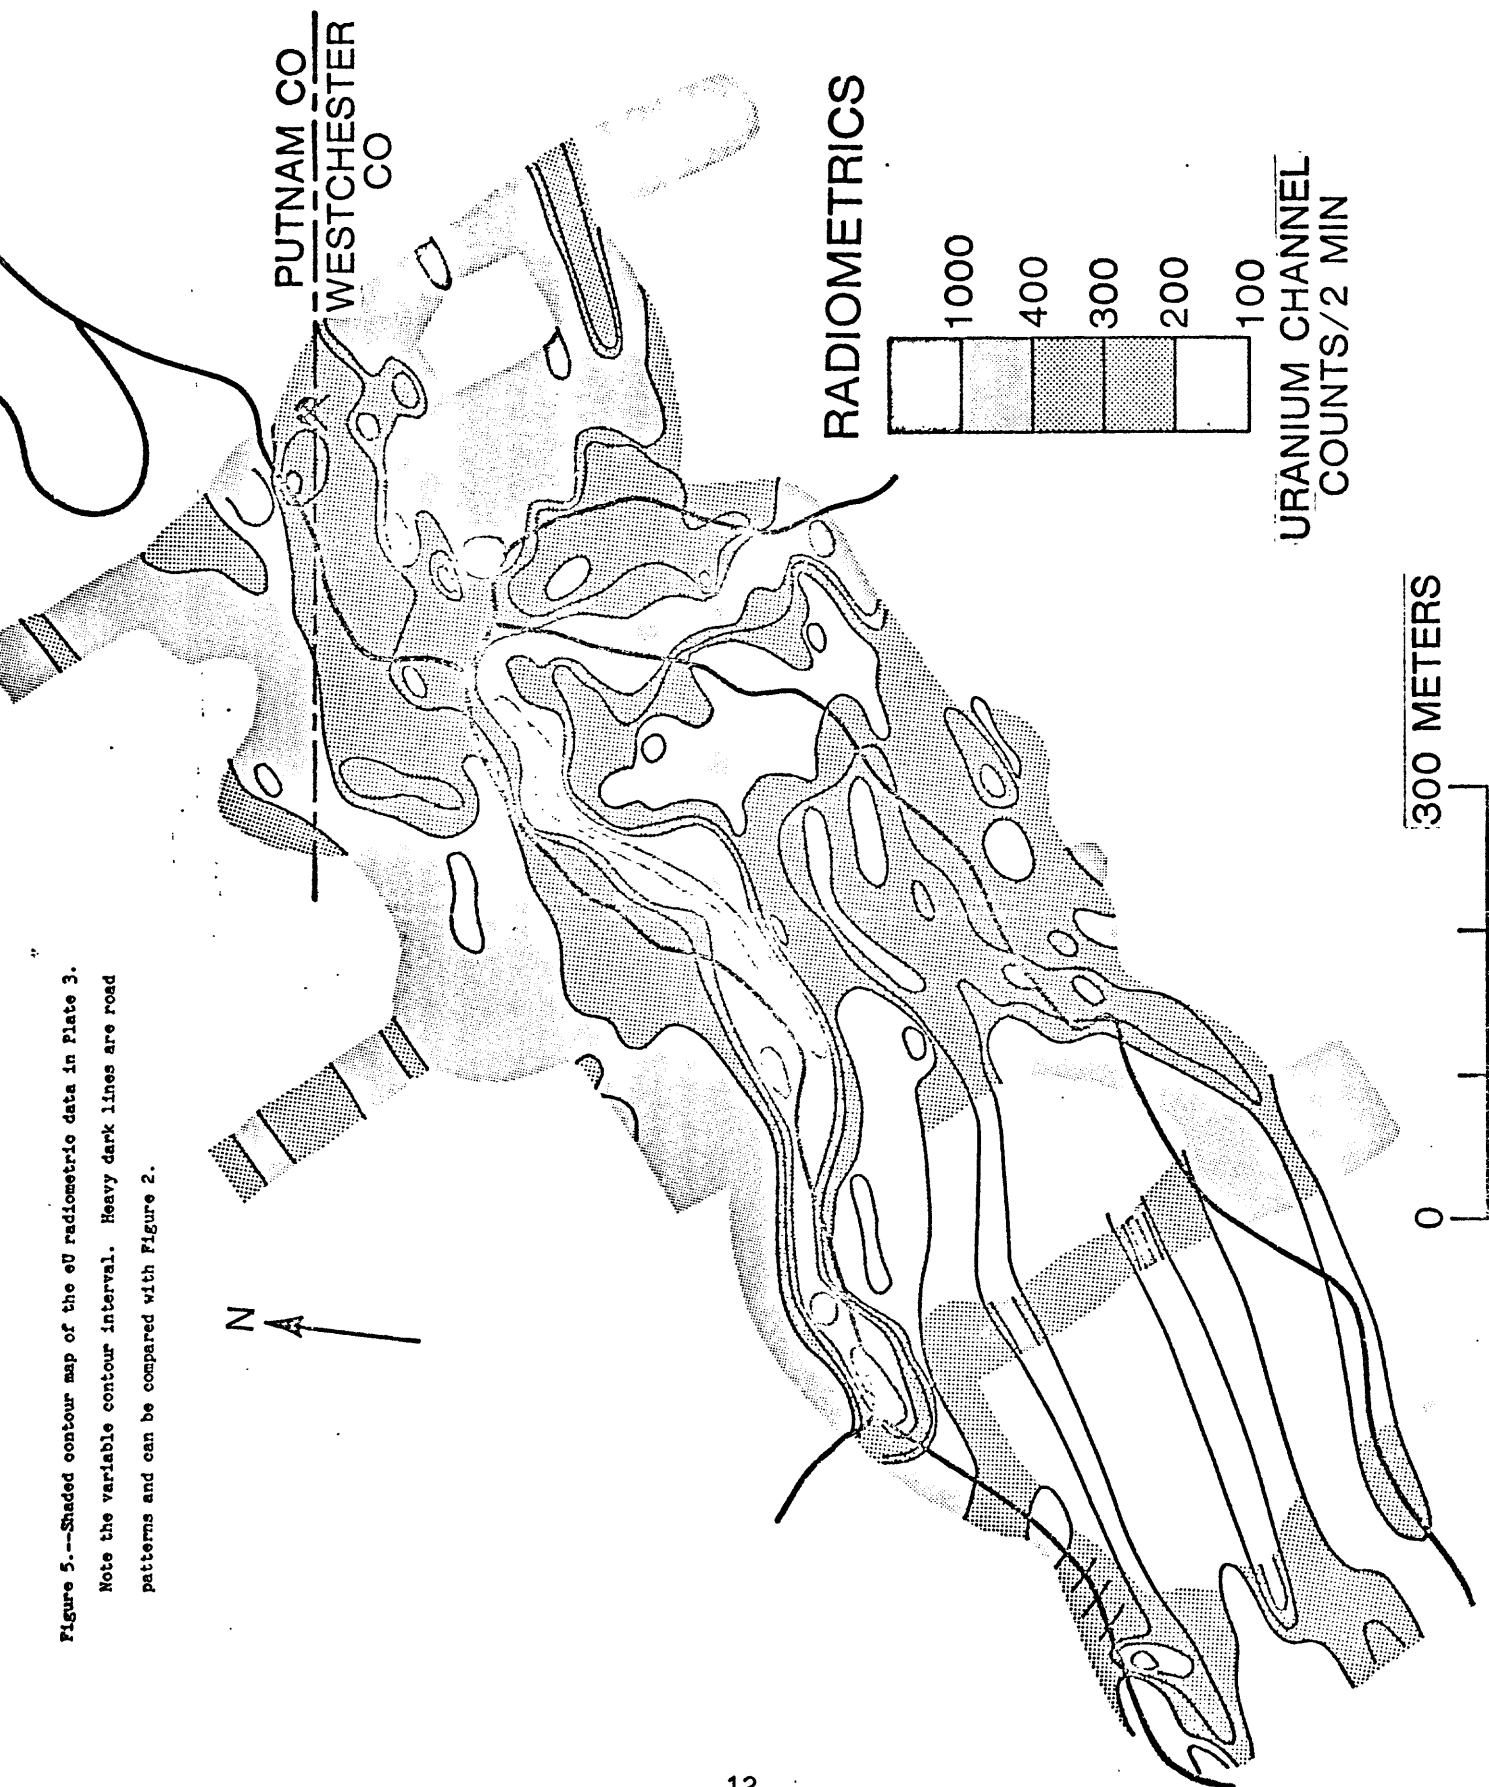 PUTNAM CO
WESTCHESTER
CO
RADIOMETRICS
1000
400
300
200
100
URANIUM CHANNEL
COUNTS/2 MIN
300 METERS
0
N
Figure 5.--Shaded contour map of the eU radiometric data in Plate 3.
Note the variable contour interval. Heavy dark lines are road
patterns and can be compared with Figure 2.
12